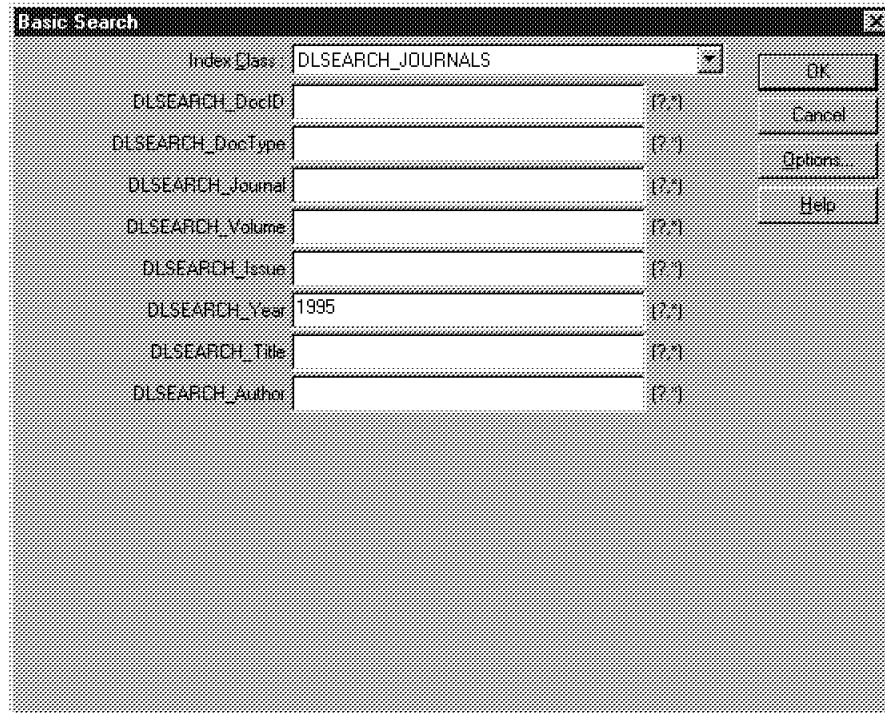 Basic Search
Index Class : DLSEARCH_JOURNALS
OK
DLSEARCH_DocID (?,*)
Cancel
DLSEARCH_DocType (?,*)
Options...
DLSEARCH_Journal (?,*)
Help
DLSEARCH_Volume (?,*)
DLSEARCH_Issue (?,*)
DLSEARCH_Year 1995 (?,*)
DLSEARCH_Title (?,*)
DLSEARCH_Author (?,*)